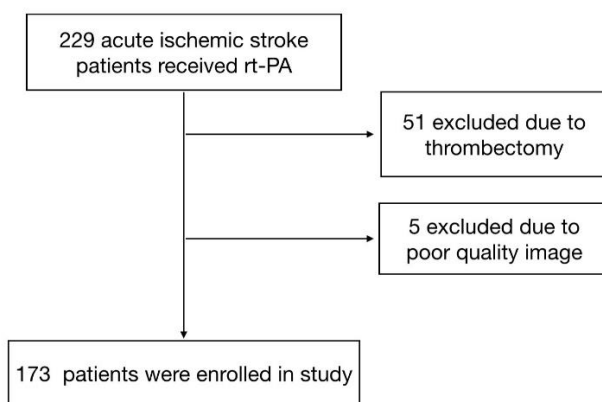 229 acute ischemic stroke
patients received rt-PA
51 excluded due to
thrombectomy
5 excluded due to
poor quality image
173 patients were enrolled in study